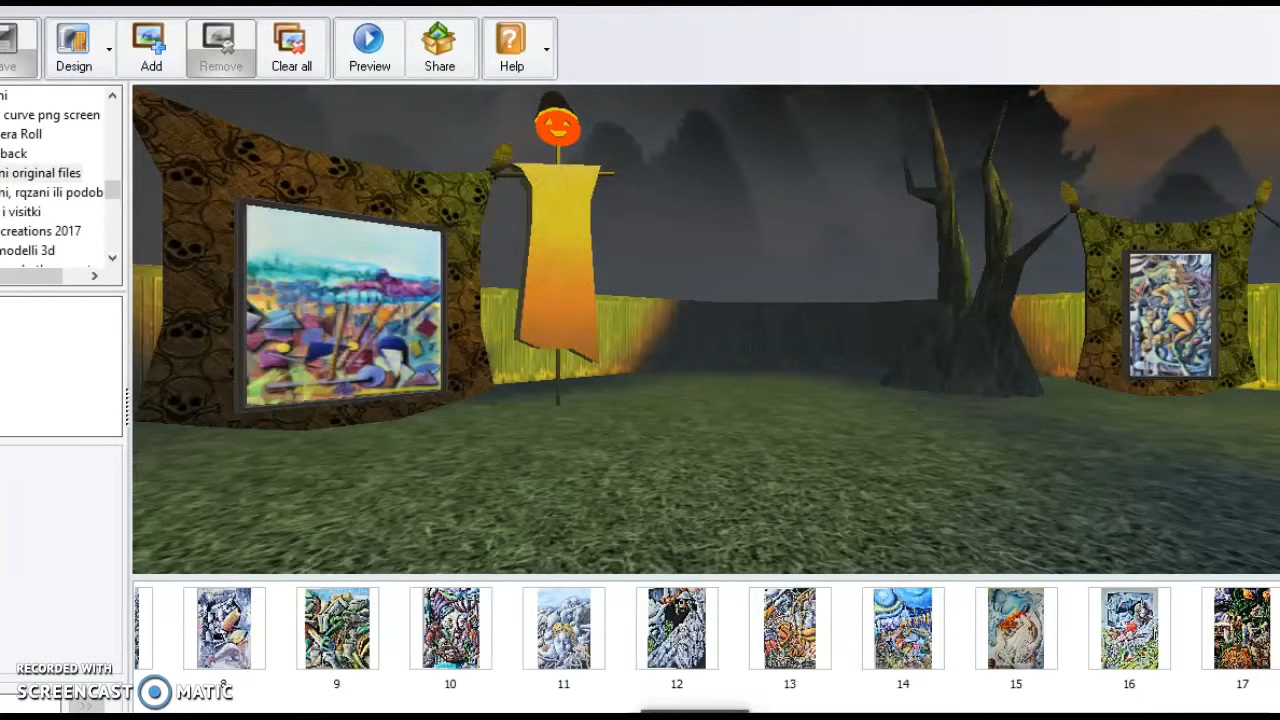 ave
Design
Add
Remove
Clear all
Preview
Share
Help
ni
curve png screen
era Roll
back
ni original files
ni, rqzani ili podob
i visitki
creations 2017
modelli 3d
8
9
10
11
12
13
14
15
16
17
RECORDED WITH
SCREENCAST MATIC